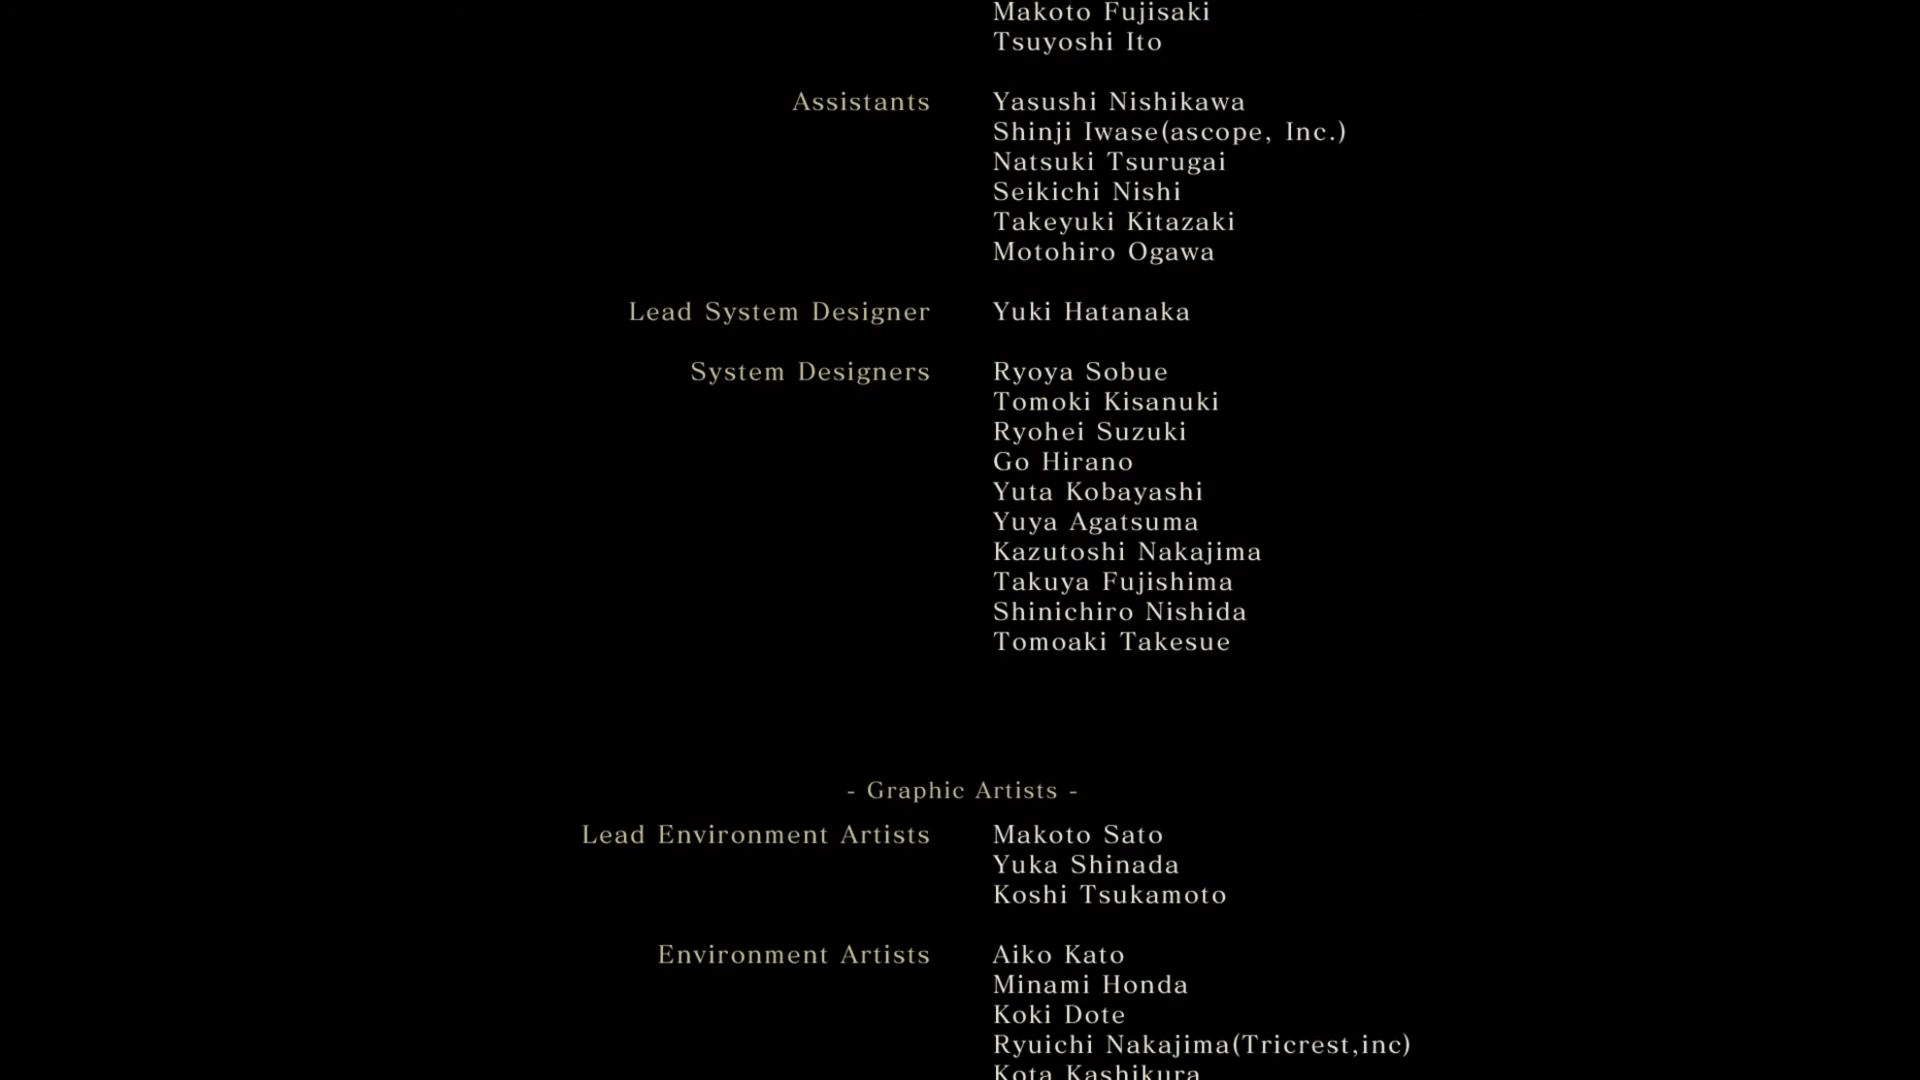 Makoto Fujisaki
Tsuyoshi Ito
Assistants Yasushi Nishikawa
Shinji Iwase(ascope, Inc.)
Natsuki Tsurugai
Seikichi Nishi
Takeyuki Kitazaki
Motohiro Ogawa
Lead System Designer Yuki Hatanaka
System Designers Ryoya Sobue
Tomoki Kisanuki
Ryohei Suzuki
Go Hirano
Yuta Kobayashi
Yuya Agatsuma
Kazutoshi Nakajima
Takuya Fujishima
Shinichiro Nishida
Tomoaki Takesue
- Graphic Artists -
Lead Environment Artists Makoto Sato
Yuka Shinada
Koshi Tsukamoto
Environment Artists Aiko Kato
Minami Honda
Koki Dote
Ryuichi Nakajima(Tricrest,inc)
Kota Kashikura